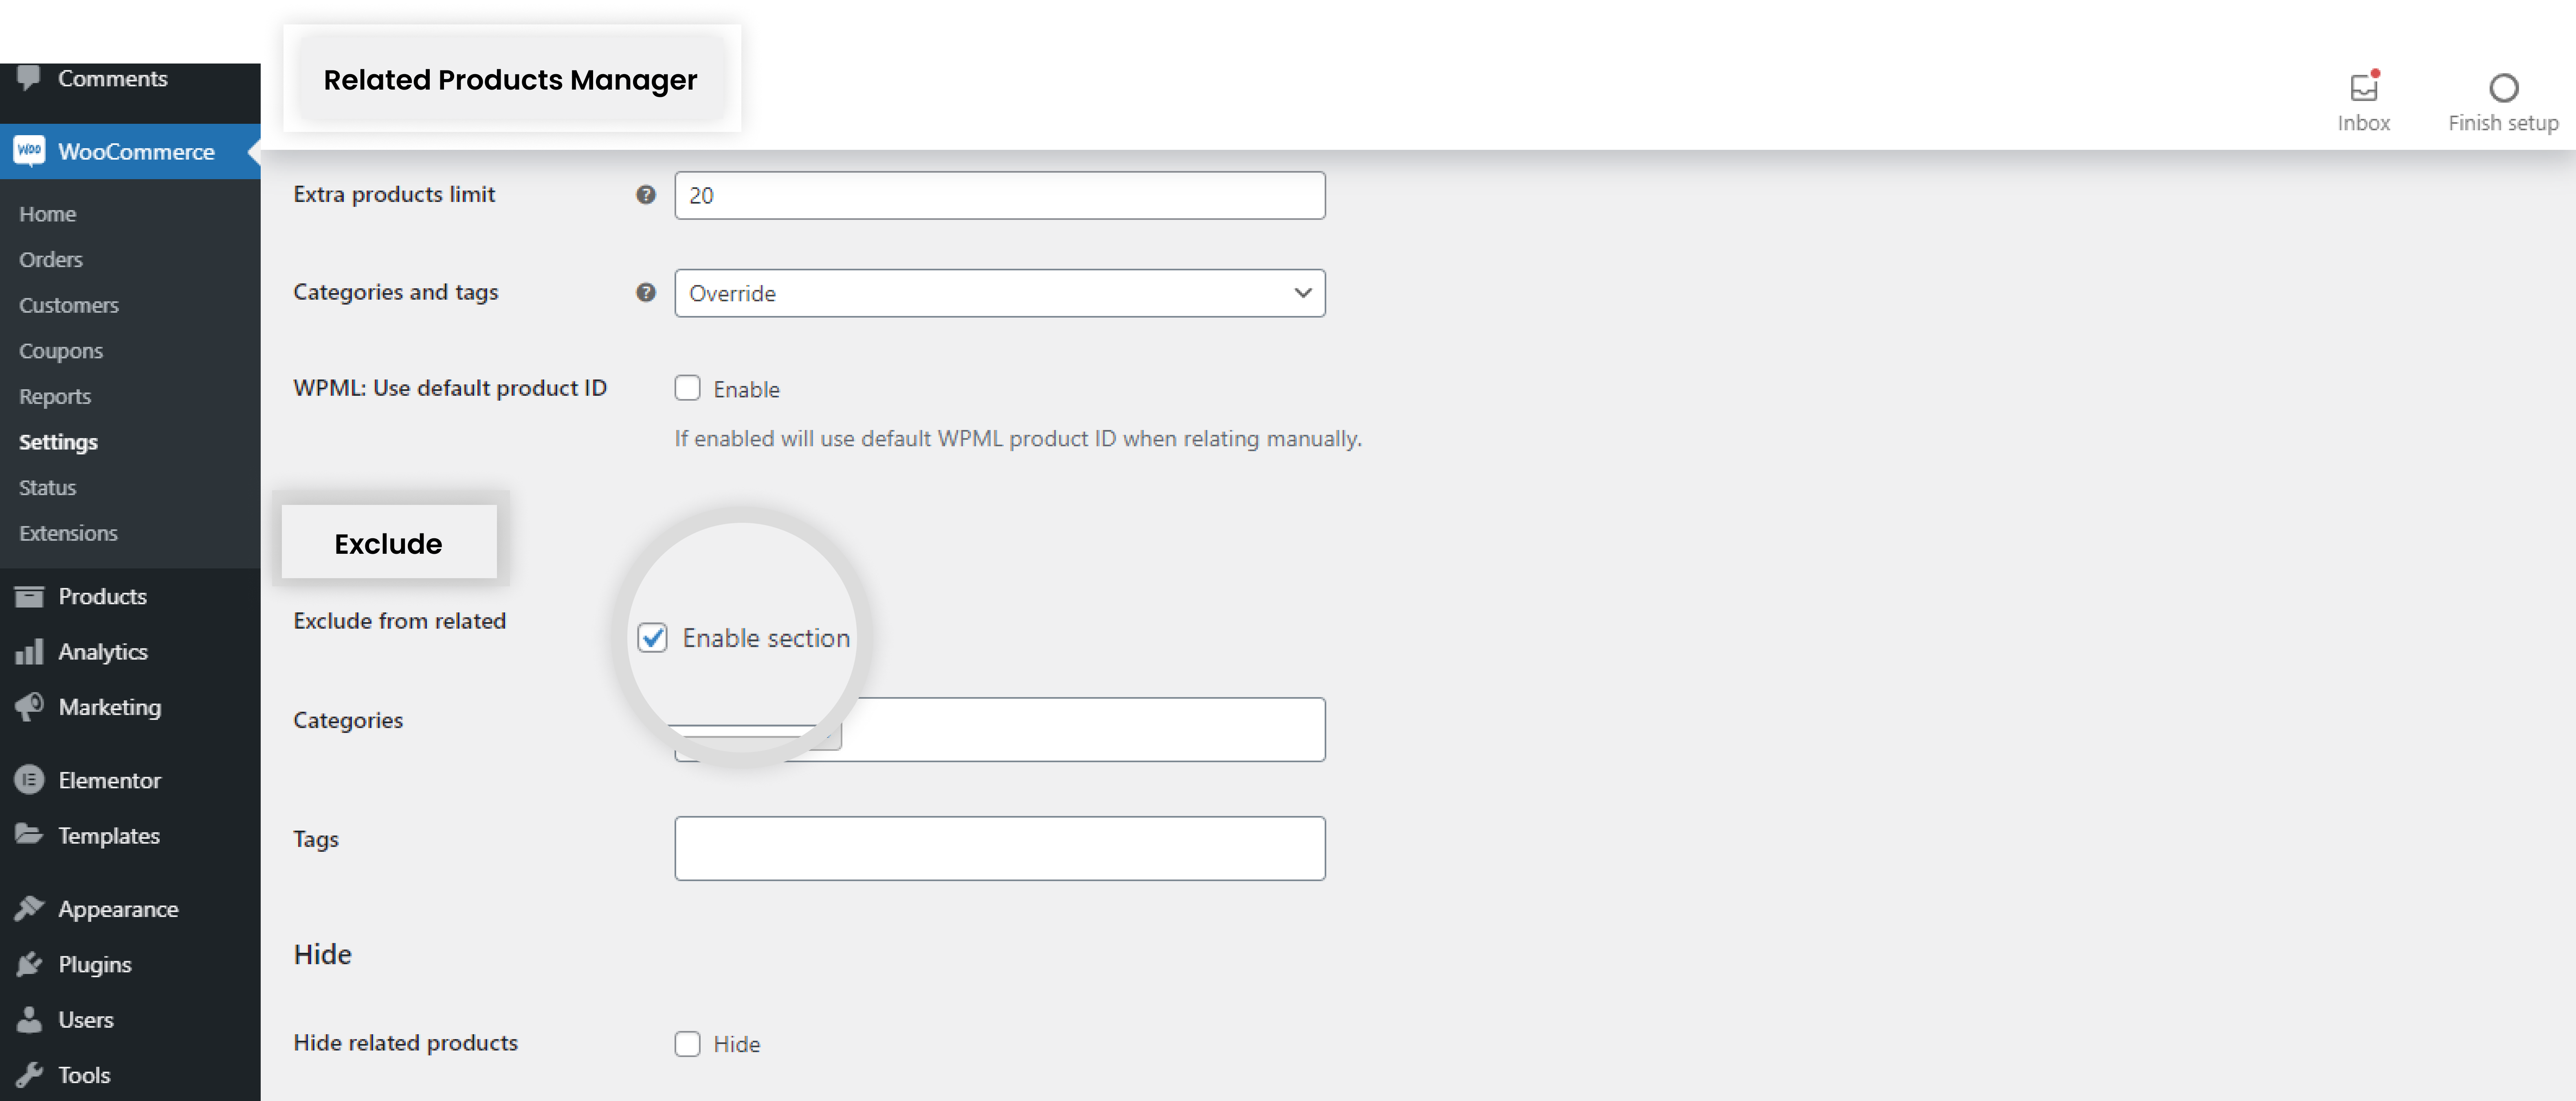 Related Products Manager
Inbox
Finish setup
Comments
Woo WooCommerce
Home
Orders
Customers
Coupons
Reports
Settings
Status
Extensions
Products
Analytics
Marketing
Elementor
Templates
Appearance
Plugins
Users
Tools
Extra products limit ? 20
Categories and tags ? Override
WPML: Use default product ID Enable
If enabled will use default WPML product ID when relating manually.
Exclude
Exclude from related Enable section
Categories
Tags
Hide
Hide related products Hide